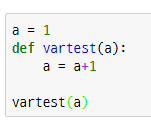 a = 1
def vartest(a):
    a = a+1

vartest(a)